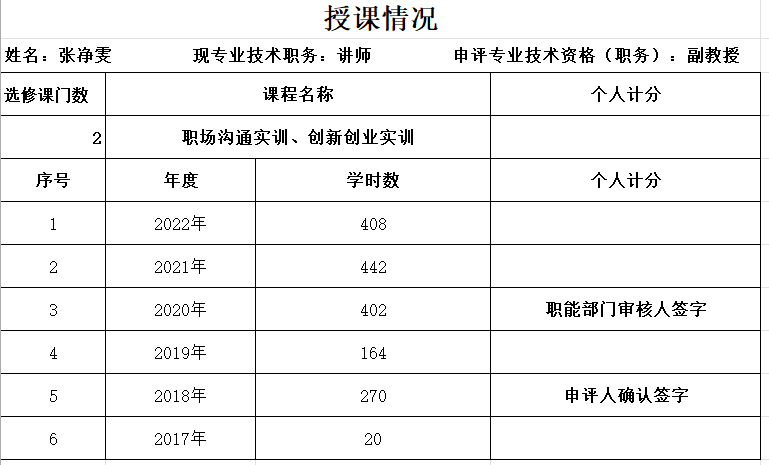 授课情况
姓名：张净雯 现专业技术职务：讲师 申评专业技术资格（职务）：副教授
选修课门数 课程名称 个人计分
2 职场沟通实训、创新创业实训
序号 年度 学时数 个人计分
1 2022年 408
2 2021年 442
3 2020年 402 职能部门审核人签字
4 2019年 164
5 2018年 270 申评人确认签字
6 2017年 20